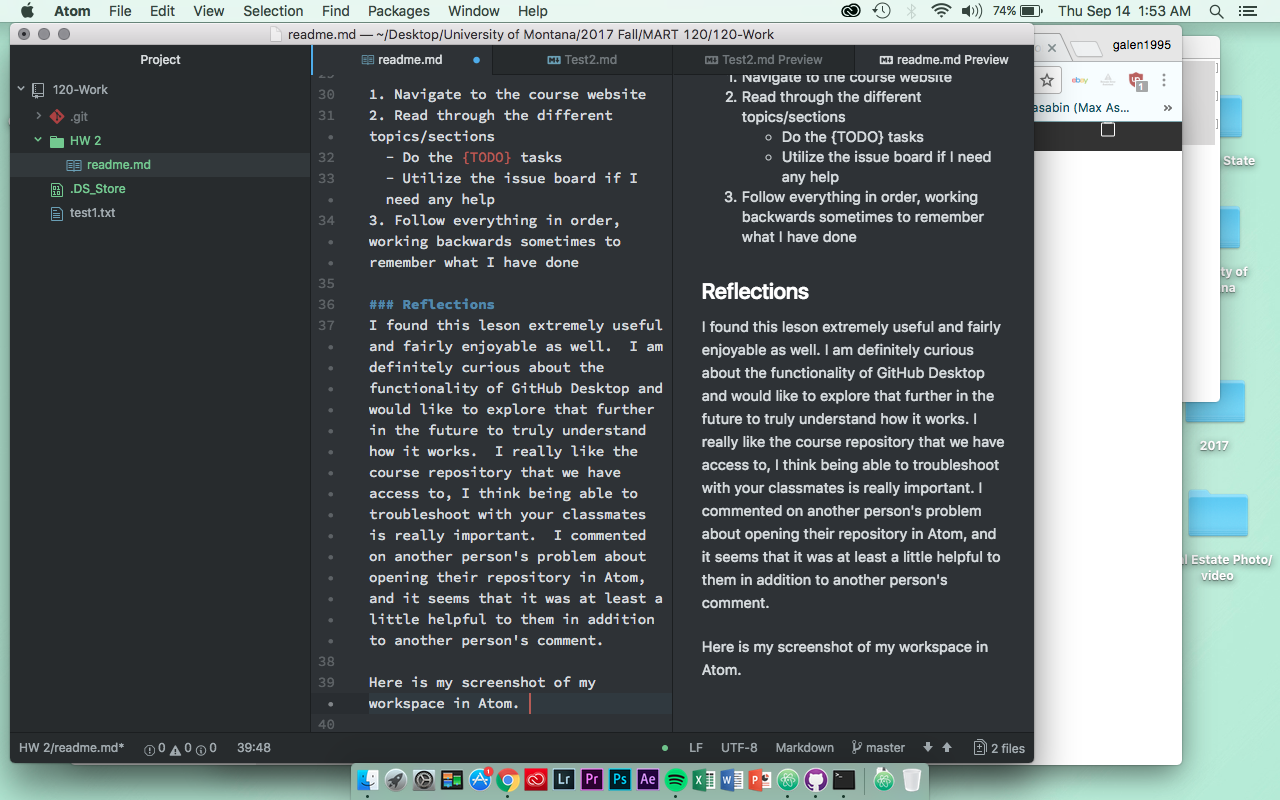 Atom File Edit View Selection Find Packages Window Help 74% Thu Sep 14 1:53 AM
readme.md — ~/Desktop/University of Montana/2017 Fall/MART 120/120-Work
galen1995
Project readme.md Test2.md Test2.md Preview readme.md Preview
120-Work
.git
HW 2
readme.md
.DS_Store
test1.txt
30 1. Navigate to the course website
31 2. Read through the different
topics/sections
32 - Do the {TODO} tasks
33 - Utilize the issue board if I
need any help
34 3. Follow everything in order,
working backwards sometimes to
remember what I have done
35
36 ### Reflections
37 I found this leson extremely useful
and fairly enjoyable as well.  I am
definitely curious about the
functionality of GitHub Desktop and
would like to explore that further
in the future to truly understand
how it works.  I really like the
course repository that we have
access to, I think being able to
troubleshoot with your classmates
is really important.  I commented
on another person's problem about
opening their repository in Atom,
and it seems that it was at least a
little helpful to them in addition
to another person's comment.
38
39 Here is my screenshot of my
workspace in Atom.
40
1. Navigate to the course website
2. Read through the different
topics/sections
Do the {TODO} tasks
Utilize the issue board if I need
any help
3. Follow everything in order, working
backwards sometimes to remember
what I have done
Reflections
I found this leson extremely useful and fairly
enjoyable as well. I am definitely curious
about the functionality of GitHub Desktop
and would like to explore that further in the
future to truly understand how it works. I
really like the course repository that we have
access to, I think being able to troubleshoot
with your classmates is really important. I
commented on another person's problem
about opening their repository in Atom, and
it seems that it was at least a little helpful to
them in addition to another person's
comment.
Here is my screenshot of my workspace in
Atom.
ebay
1
asabin (Max As... »
State
ty of
na
2017
l Estate Photo/
video
HW 2/readme.md* 0 0 0 39:48 LF UTF-8 Markdown master 2 files
1 Lr Pr Ps Ae